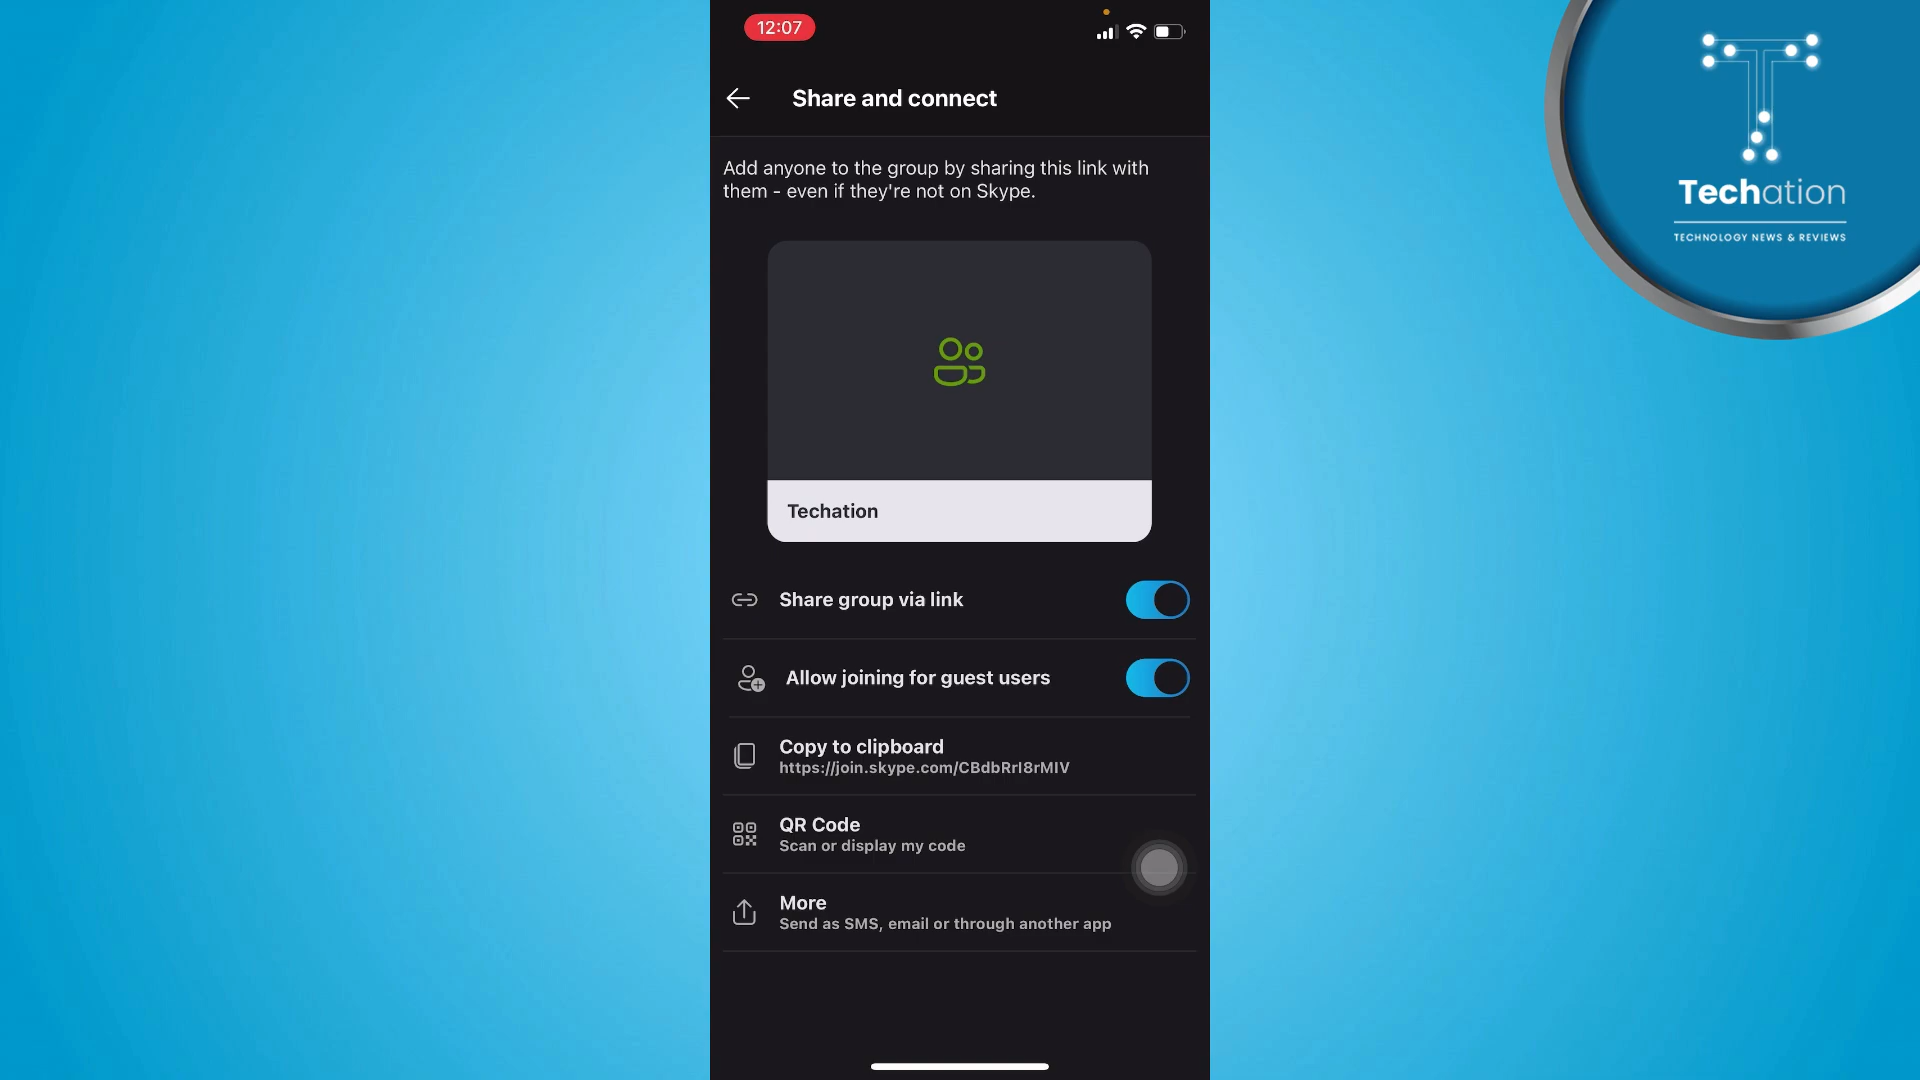 12:07
Share and connect
Add anyone to the group by sharing this link with
them - even if they're not on Skype.
Techation
Share group via link
Allow joining for guest users
Copy to clipboard
https://join.skype.com/CBdbRrI8rMIV
QR Code
Scan or display my code
More
Send as SMS, email or through another app
Techation
TECHNOLOGY NEWS & REVIEWS